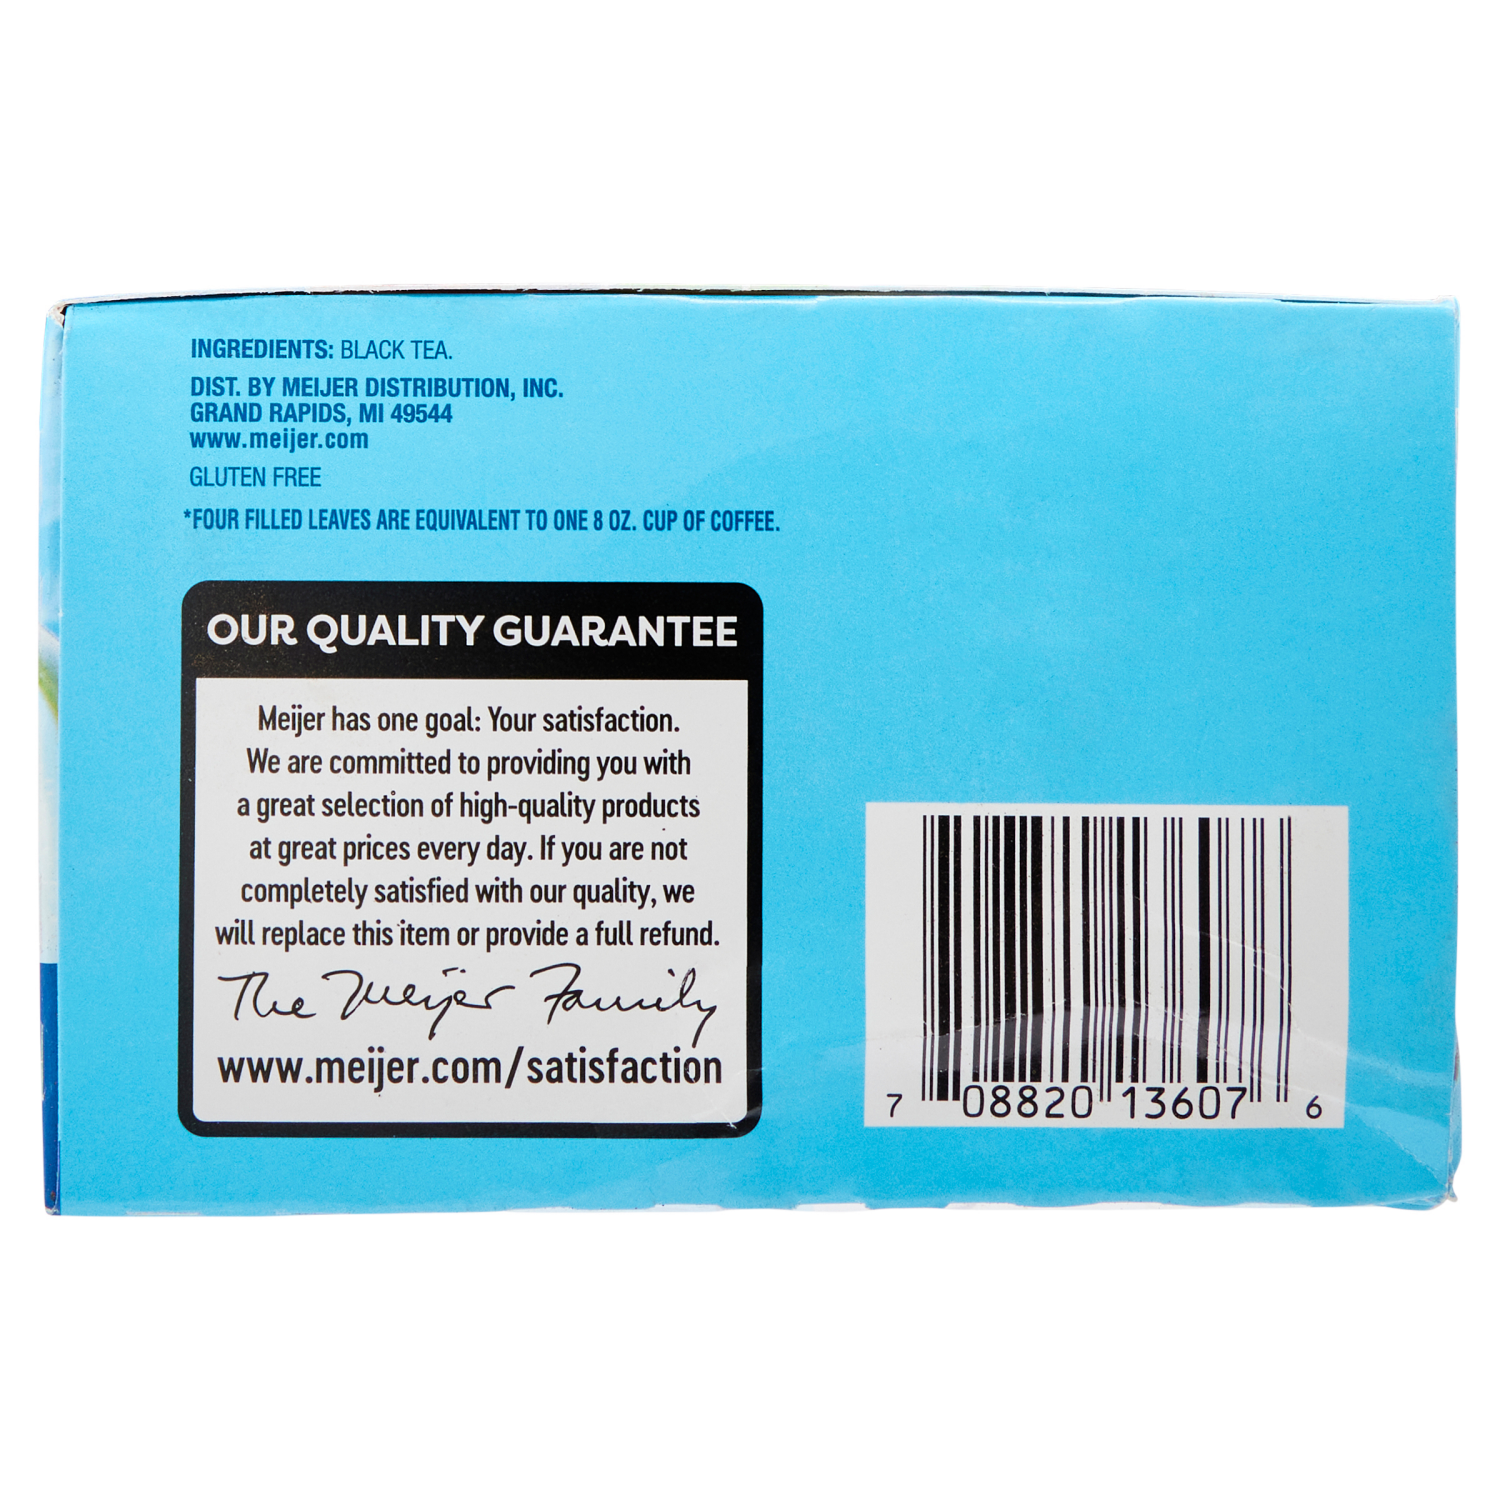 INGREDIENTS: BLACK TEA.
DIST. BY MEIJER DISTRIBUTION, INC.
GRAND RAPIDS, MI 49544
www.meijer.com
GLUTEN FREE
*FOUR FILLED LEAVES ARE EQUIVALENT TO ONE 8 OZ. CUP OF COFFEE.
OUR QUALITY GUARANTEE
Meijer has one goal: Your satisfaction.
We are committed to providing you with
a great selection of high-quality products
at great prices every day. If you are not
completely satisfied with our quality, we
will replace this item or provide a full refund.
The Meijer Family
www.meijer.com/satisfaction
7 08820 13607 6